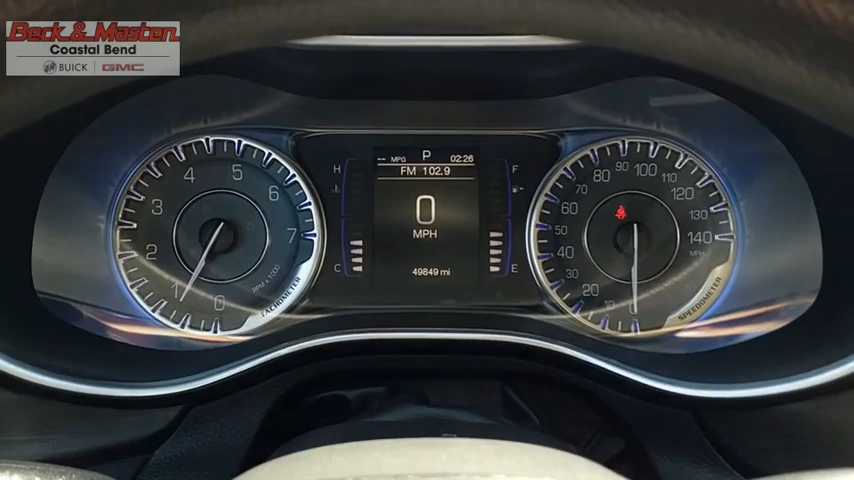 Beck & Masten
Coastal Bend
BUICK | GMC
-- MPG P 02:26
FM 102.9
0
MPH
49849 mi
H
C
F
E
0
1
2
3
4
5
6
7
RPM x 1000
TACHOMETER
10
20
30
40
50
60
70
80
90
100
110
120
130
140
MPH
SPEEDOMETER